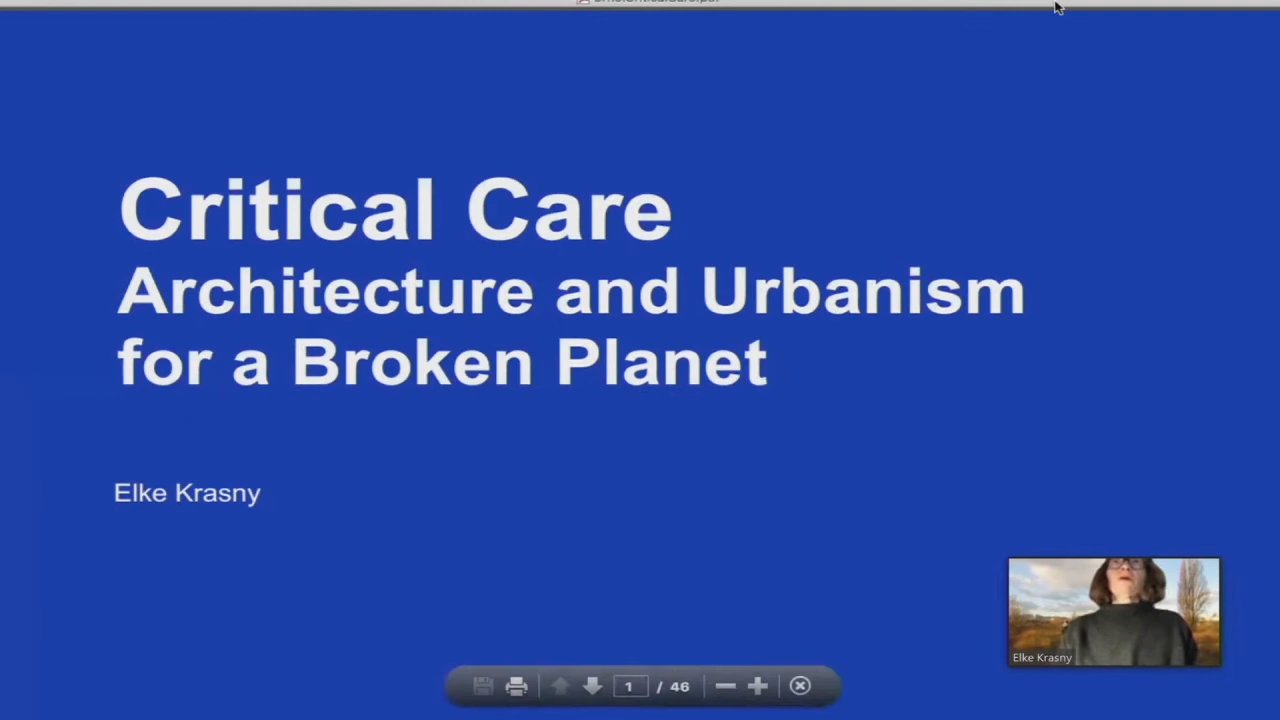 Critical Care
Architecture and Urbanism
for a Broken Planet
Elke Krasny
Elke Krasny
1 / 46